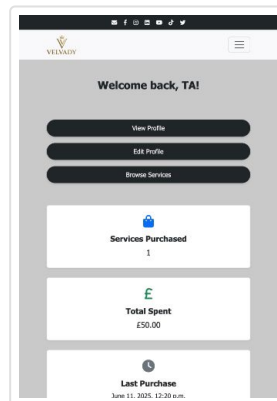 VELVADY
Welcome back, TA!
View Profile
Edit Profile
Browse Services
Services Purchased
1
£
Total Spent
£50.00
Last Purchase
June 11, 2025, 12:20 p.m.